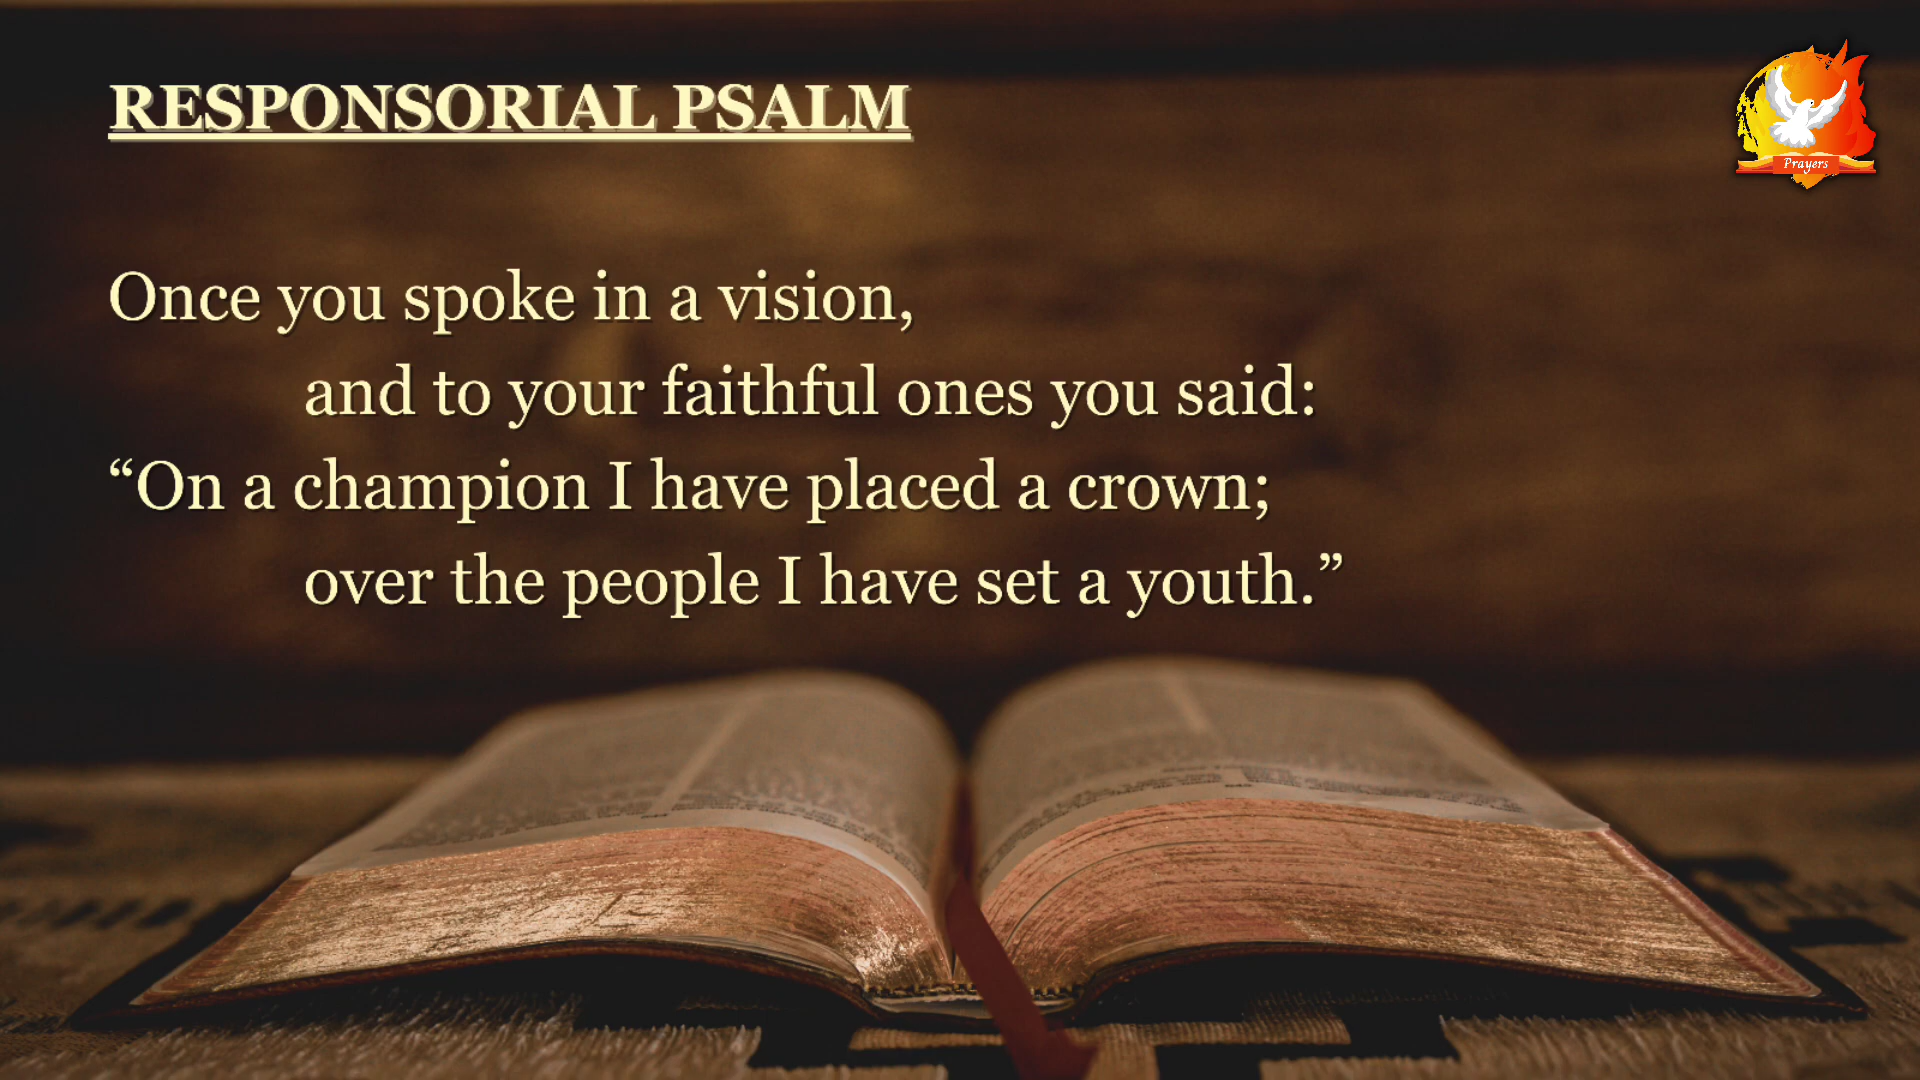 RESPONSORIAL PSALM
Prayers
Once you spoke in a vision,
and to your faithful ones you said:
“On a champion I have placed a crown;
over the people I have set a youth.”